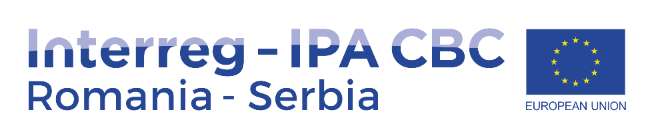 Interreg – IPA CBC
Romania - Serbia
EUROPEAN UNION